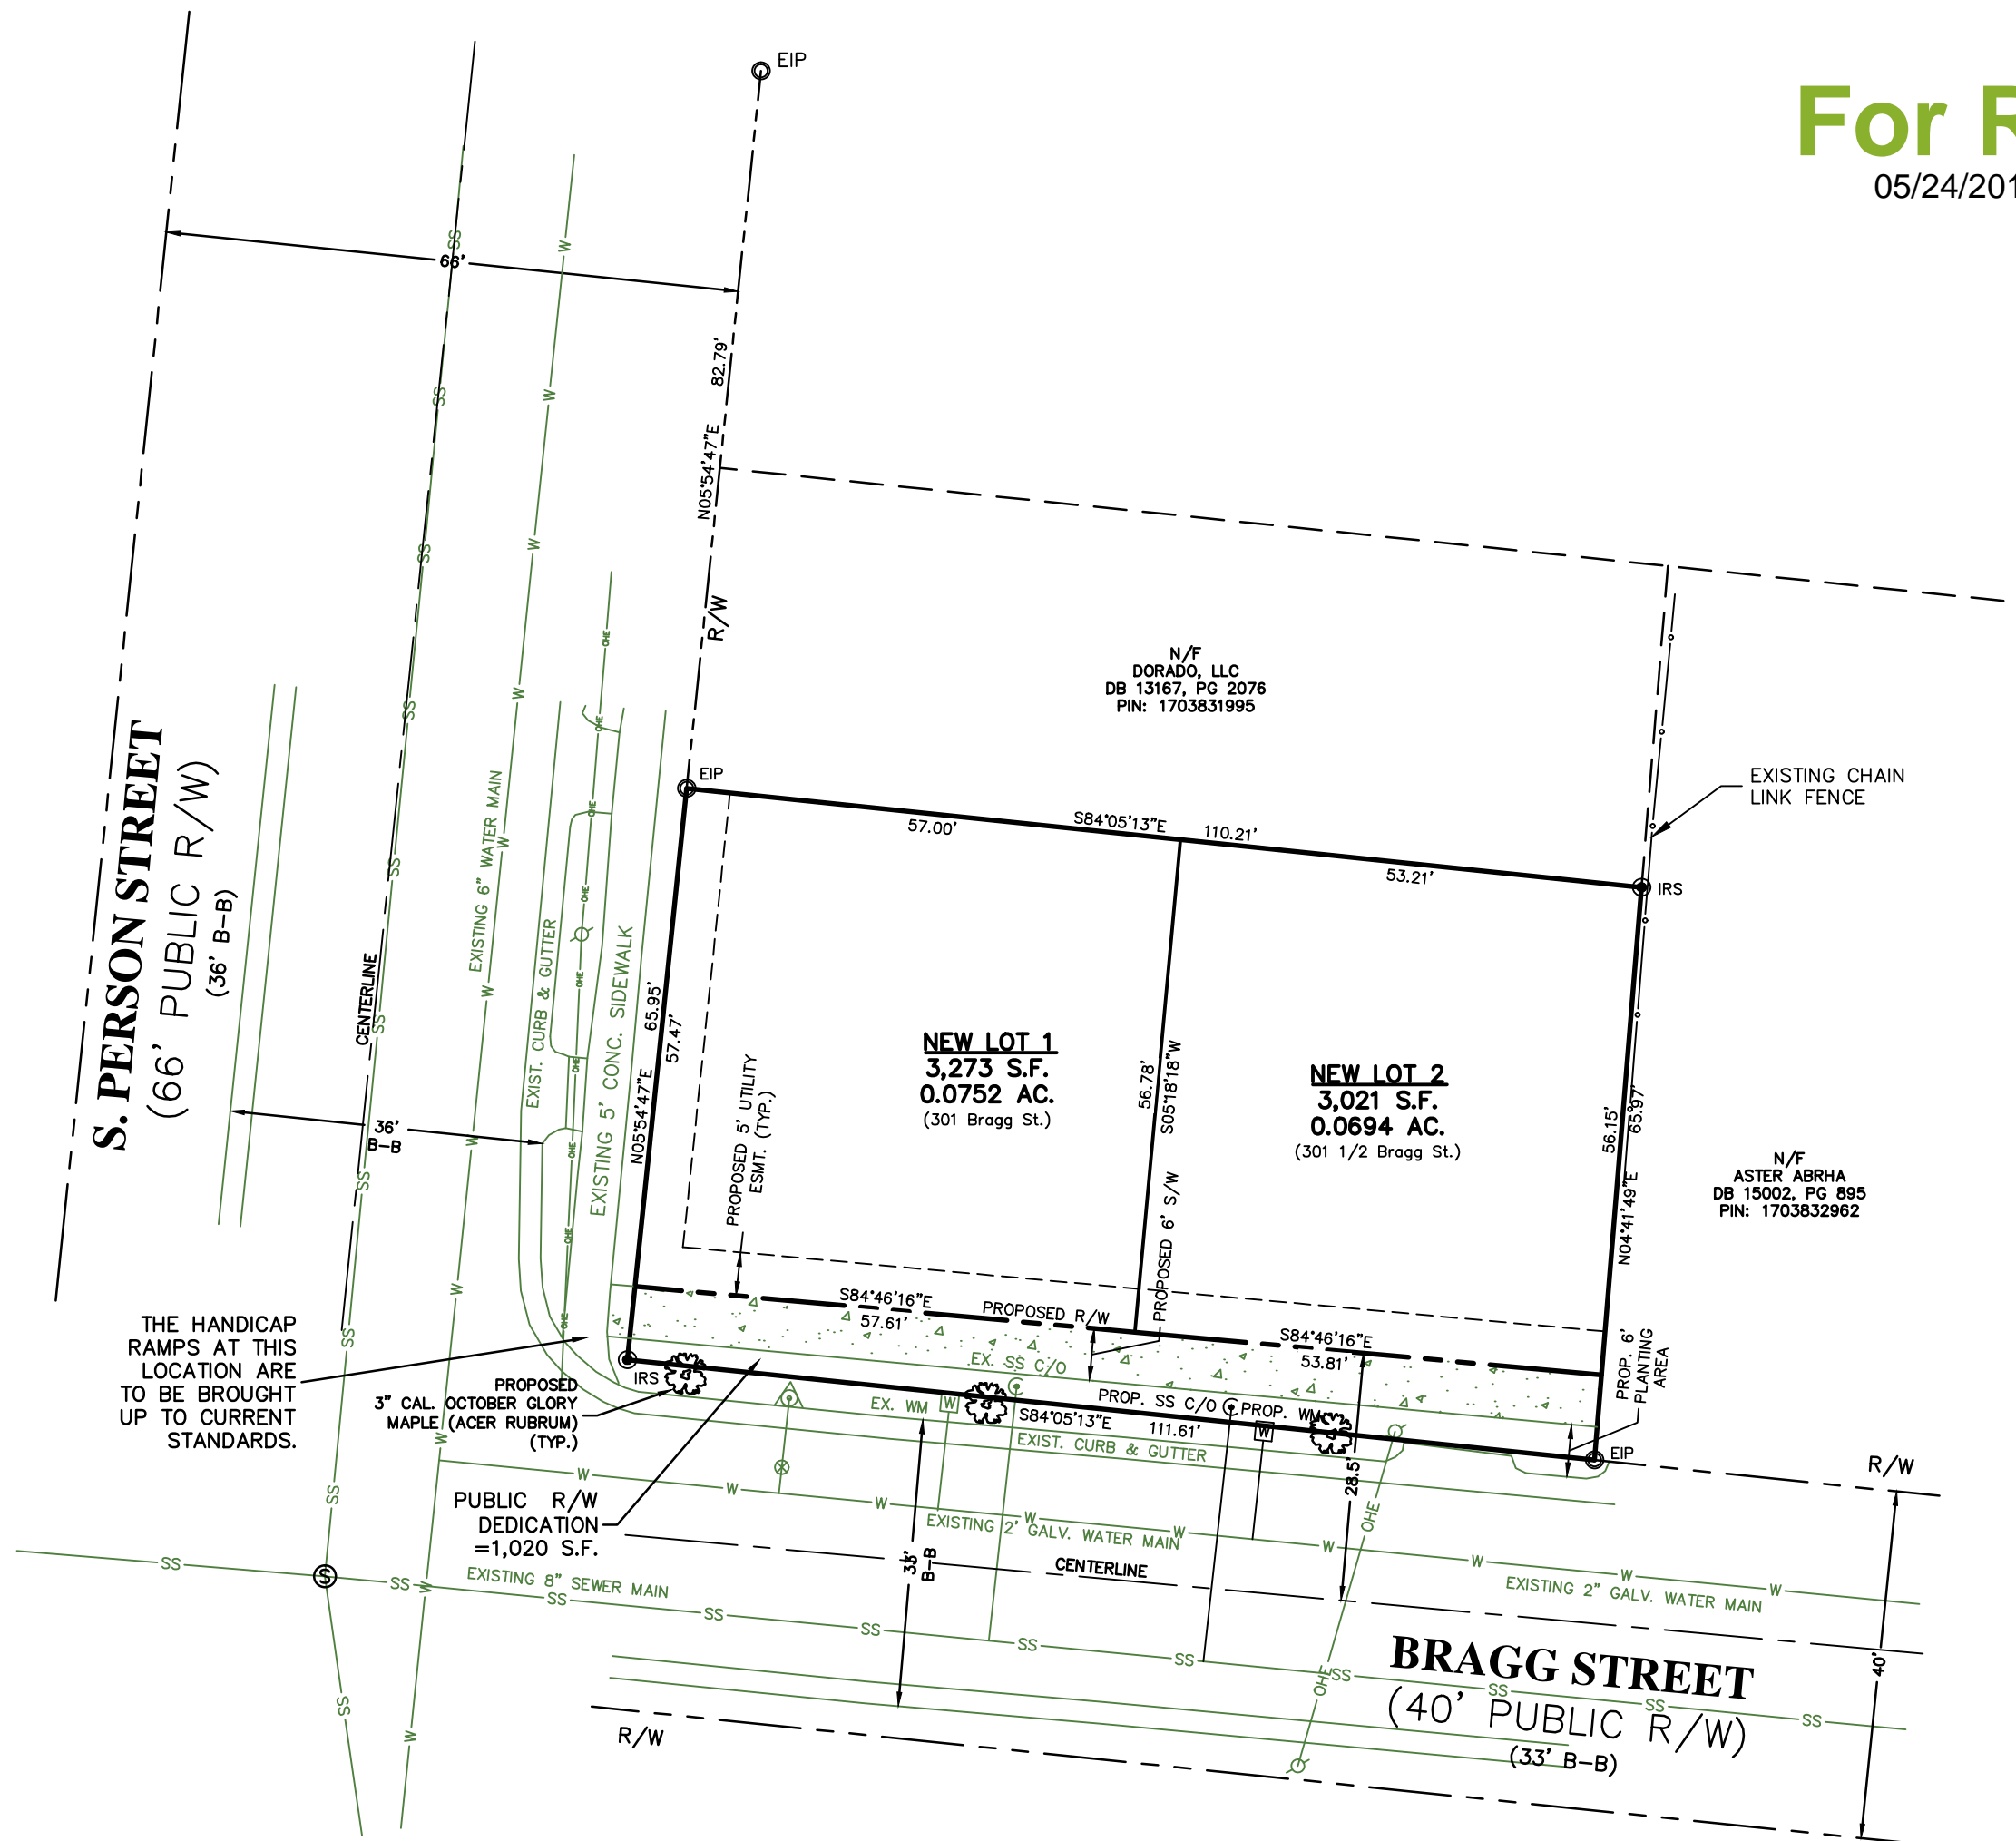 EIP
For R
05/24/201
66'
82.79'
N05°54'47"E
R/W
N/F
DORADO, LLC
DB 13167, PG 2076
PIN: 1703831995
EXISTING CHAIN
LINK FENCE
EIP
57.00'
S84°05'13"E
110.21'
53.21'
IRS
S. PERSON STREET
(66' PUBLIC R/W)
(36' B-B)
CENTERLINE
EXISTING 6" WATER MAIN
EXIST. CURB & GUTTER
EXISTING 5' CONC. SIDEWALK
36'
B-B
65.95'
57.47'
N05°54'47"E
PROPOSED 5' UTILITY
ESMT. (TYP.)
NEW LOT 1
3,273 S.F.
0.0752 AC.
(301 Bragg St.)
56.78'
S05°18'18"W
PROPOSED 6' S/W
NEW LOT 2
3,021 S.F.
0.0694 AC.
(301 1/2 Bragg St.)
56.15'
65.97'
N04°41'49"E
N/F
ASTER ABRHA
DB 15002, PG 895
PIN: 1703832962
THE HANDICAP
RAMPS AT THIS
LOCATION ARE
TO BE BROUGHT
UP TO CURRENT
STANDARDS.
S84°46'16"E
57.61'
PROPOSED R/W
S84°46'16"E
53.81'
PROP. 6'
PLANTING
AREA
IRS
PROPOSED
3" CAL. OCTOBER GLORY
MAPLE (ACER RUBRUM)
(TYP.)
EX. SS C/O
EX. WM
W
PROP. SS C/O
PROP. WM
W
S84°05'13"E
111.61'
EXIST. CURB & GUTTER
28.5'
EIP
R/W
PUBLIC R/W
DEDICATION
=1,020 S.F.
EXISTING 2' GALV. WATER MAIN
33'
B-B
CENTERLINE
OHE
EXISTING 2" GALV. WATER MAIN
S
EXISTING 8" SEWER MAIN
SS
W
40'
BRAGG STREET
(40' PUBLIC R/W)
(33' B-B)
OHE
R/W